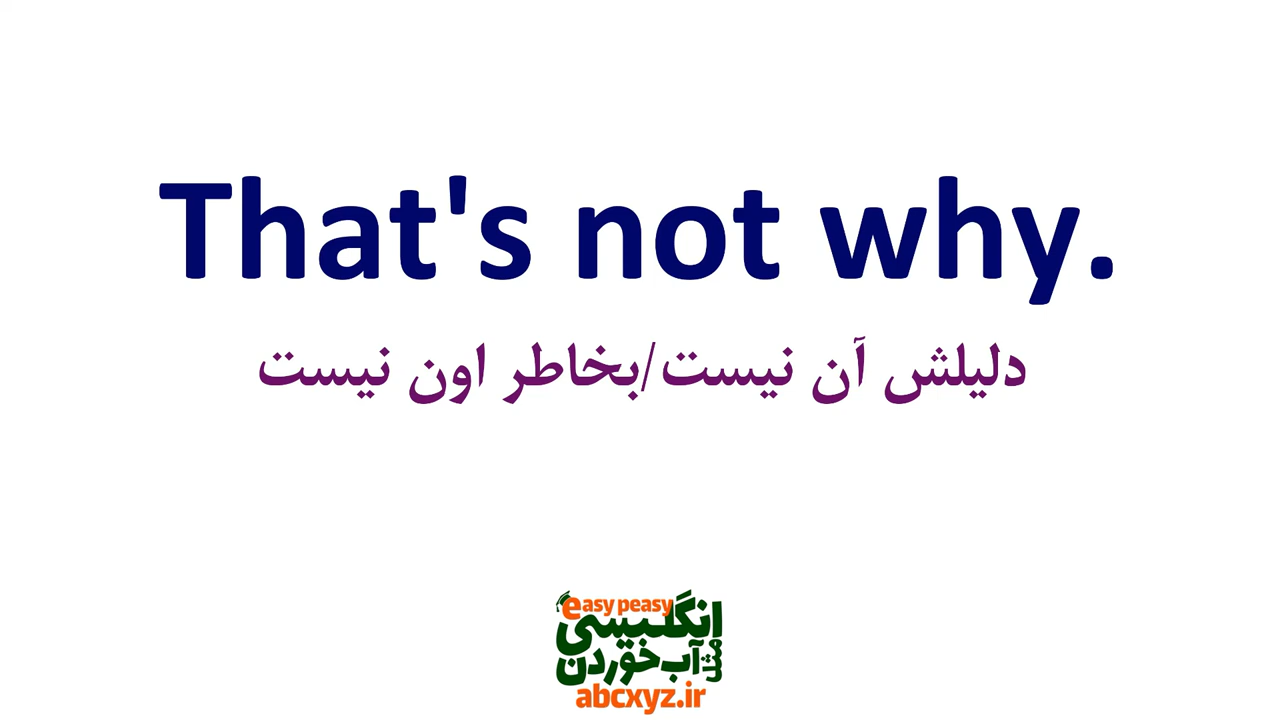 That's not why.
دلیلش آن نیست/بخاطر اون نیست
easy peasy
انگلیسی
مثل آب خوردن
abcxyz.ir